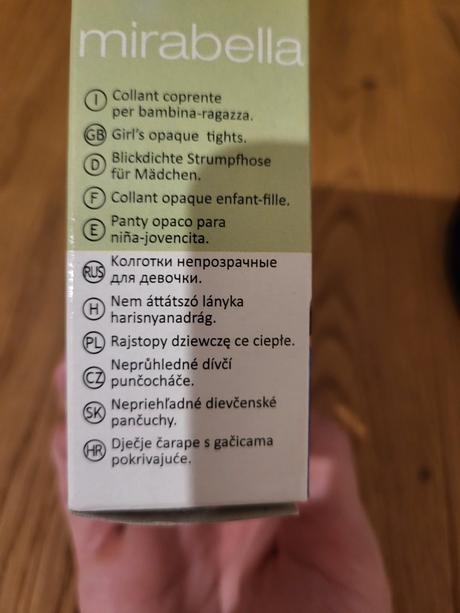 mirabella
I Collant coprente
per bambina-ragazza.
GB Girl's opaque tights.
D Blickdichte Strumpfhose
für Mädchen.
F Collant opaque enfant-fille.
E Panty opaco para
niña-jovencita.
RUS Колготки непрозрачные
для девочки.
H Nem áttátszó lányka
harisnyanadrág.
PL Rajstopy dziewczę ce ciepłe.
CZ Neprůhledné dívčí
punčocháče.
SK Nepriehľadné dievčenské
pančuchy.
HR Dječje čarape s gaćicama
pokrivajuće.